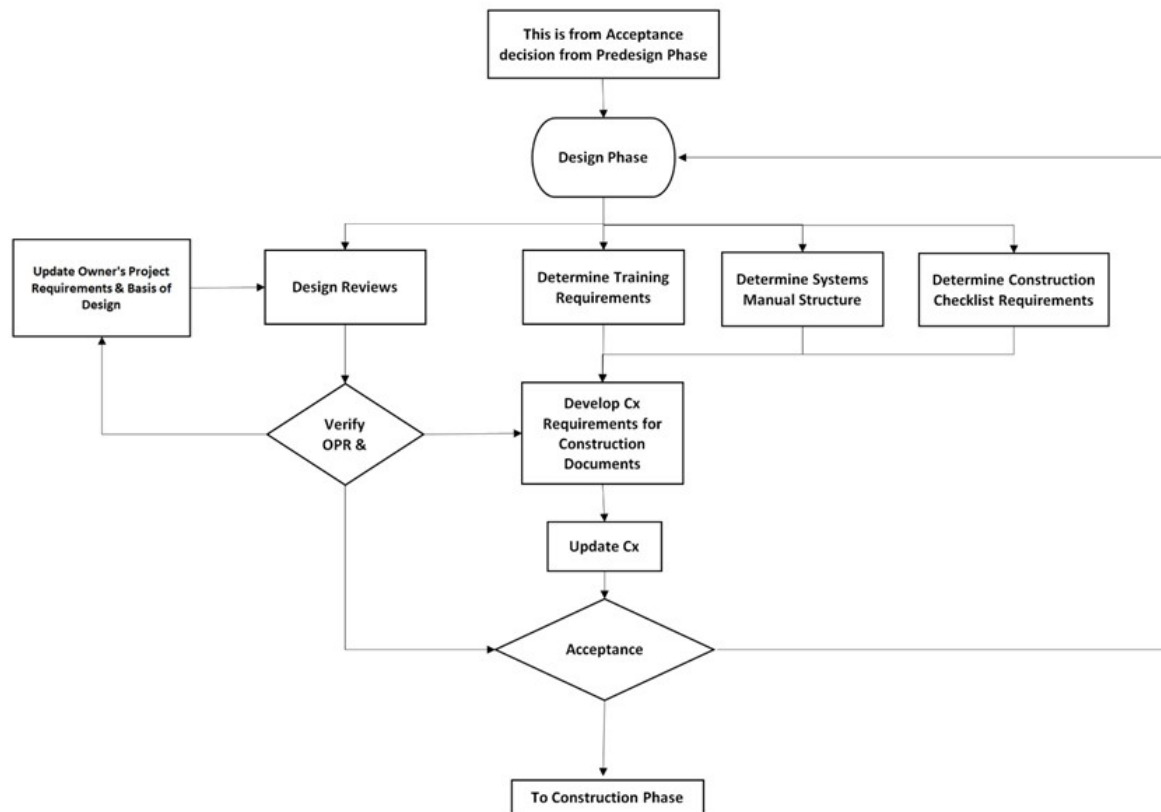 This is from Acceptance
decision from Predesign Phase
Design Phase
Update Owner's Project
Requirements & Basis of
Design
Design Reviews
Determine Training
Requirements
Determine Systems
Manual Structure
Determine Construction
Checklist Requirements
Verify
OPR &
Develop Cx
Requirements for
Construction
Documents
Update Cx
Acceptance
To Construction Phase